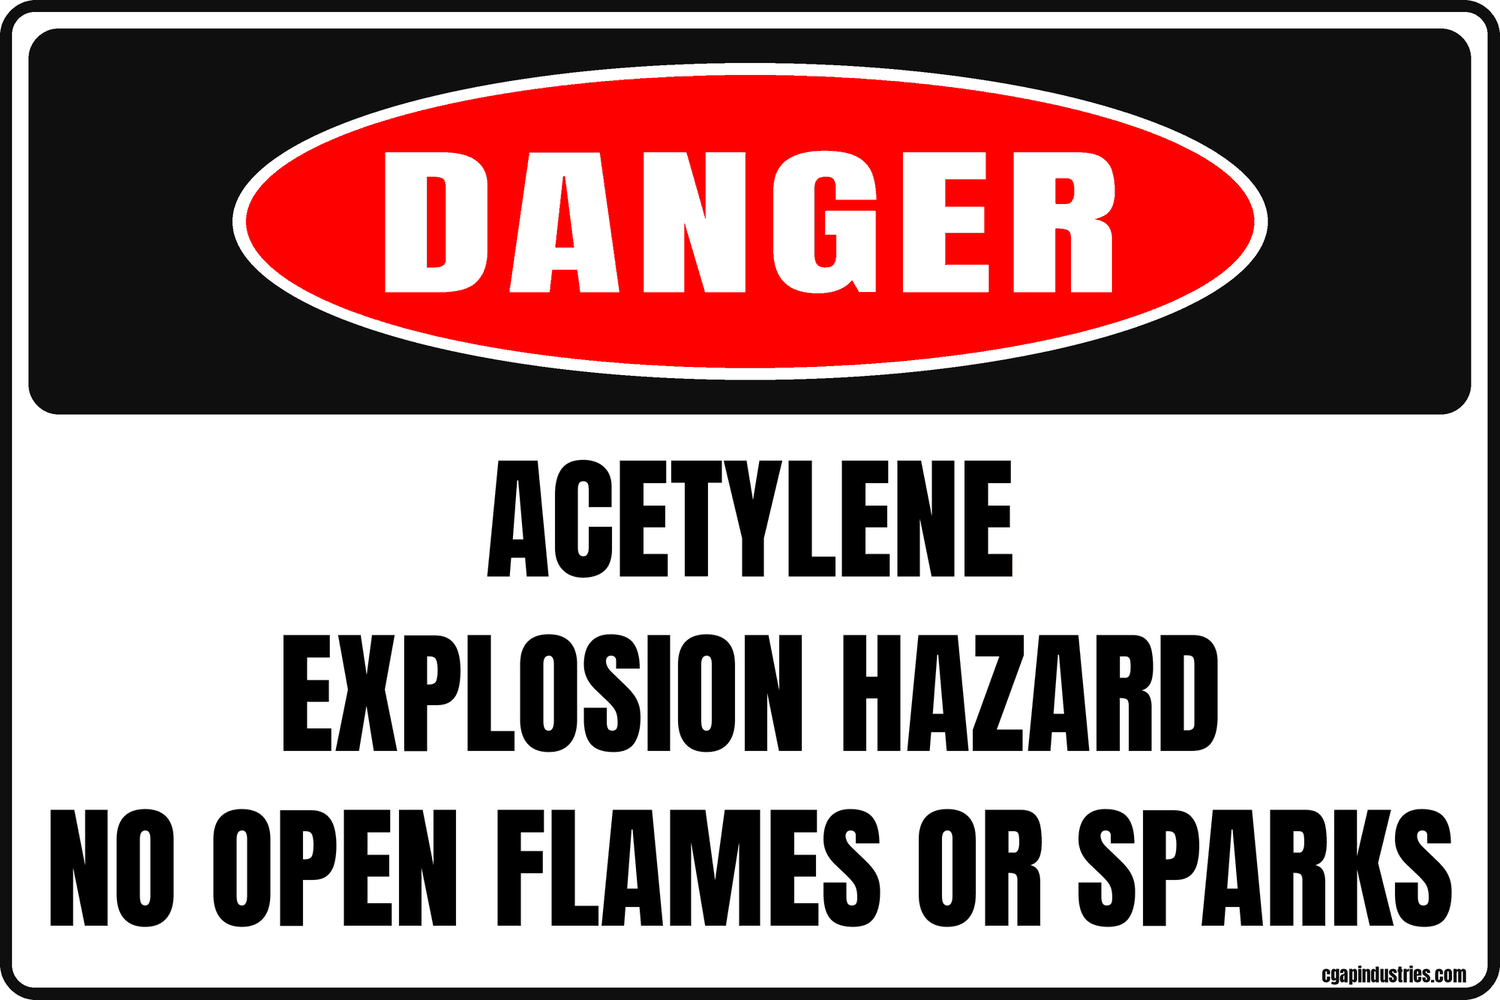 DANGER
ACETYLENE
EXPLOSION HAZARD
NO OPEN FLAMES OR SPARKS
cgapindustries.com